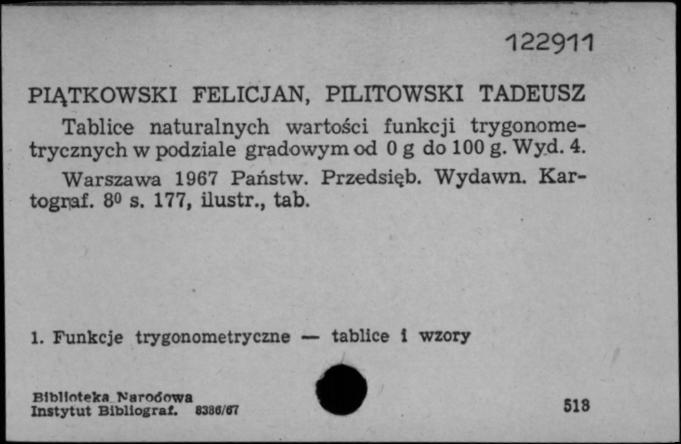 122911
PIĄTKOWSKI FELICJAN, PILITOWSKI TADEUSZ
Tablice naturalnych wartości funkcji trygonome-
trycznych w podziale gradowym od 0 g do 100 g. Wyd. 4.
Warszawa 1967 Państw. Przedsięb. Wydawn. Kar-
tograf. 8⁰ s. 177, ilustr., tab.
1. Funkcje trygonometryczne — tablice i wzory
Biblioteka Narodowa
Instytut Bibliograf. 8386/67
518